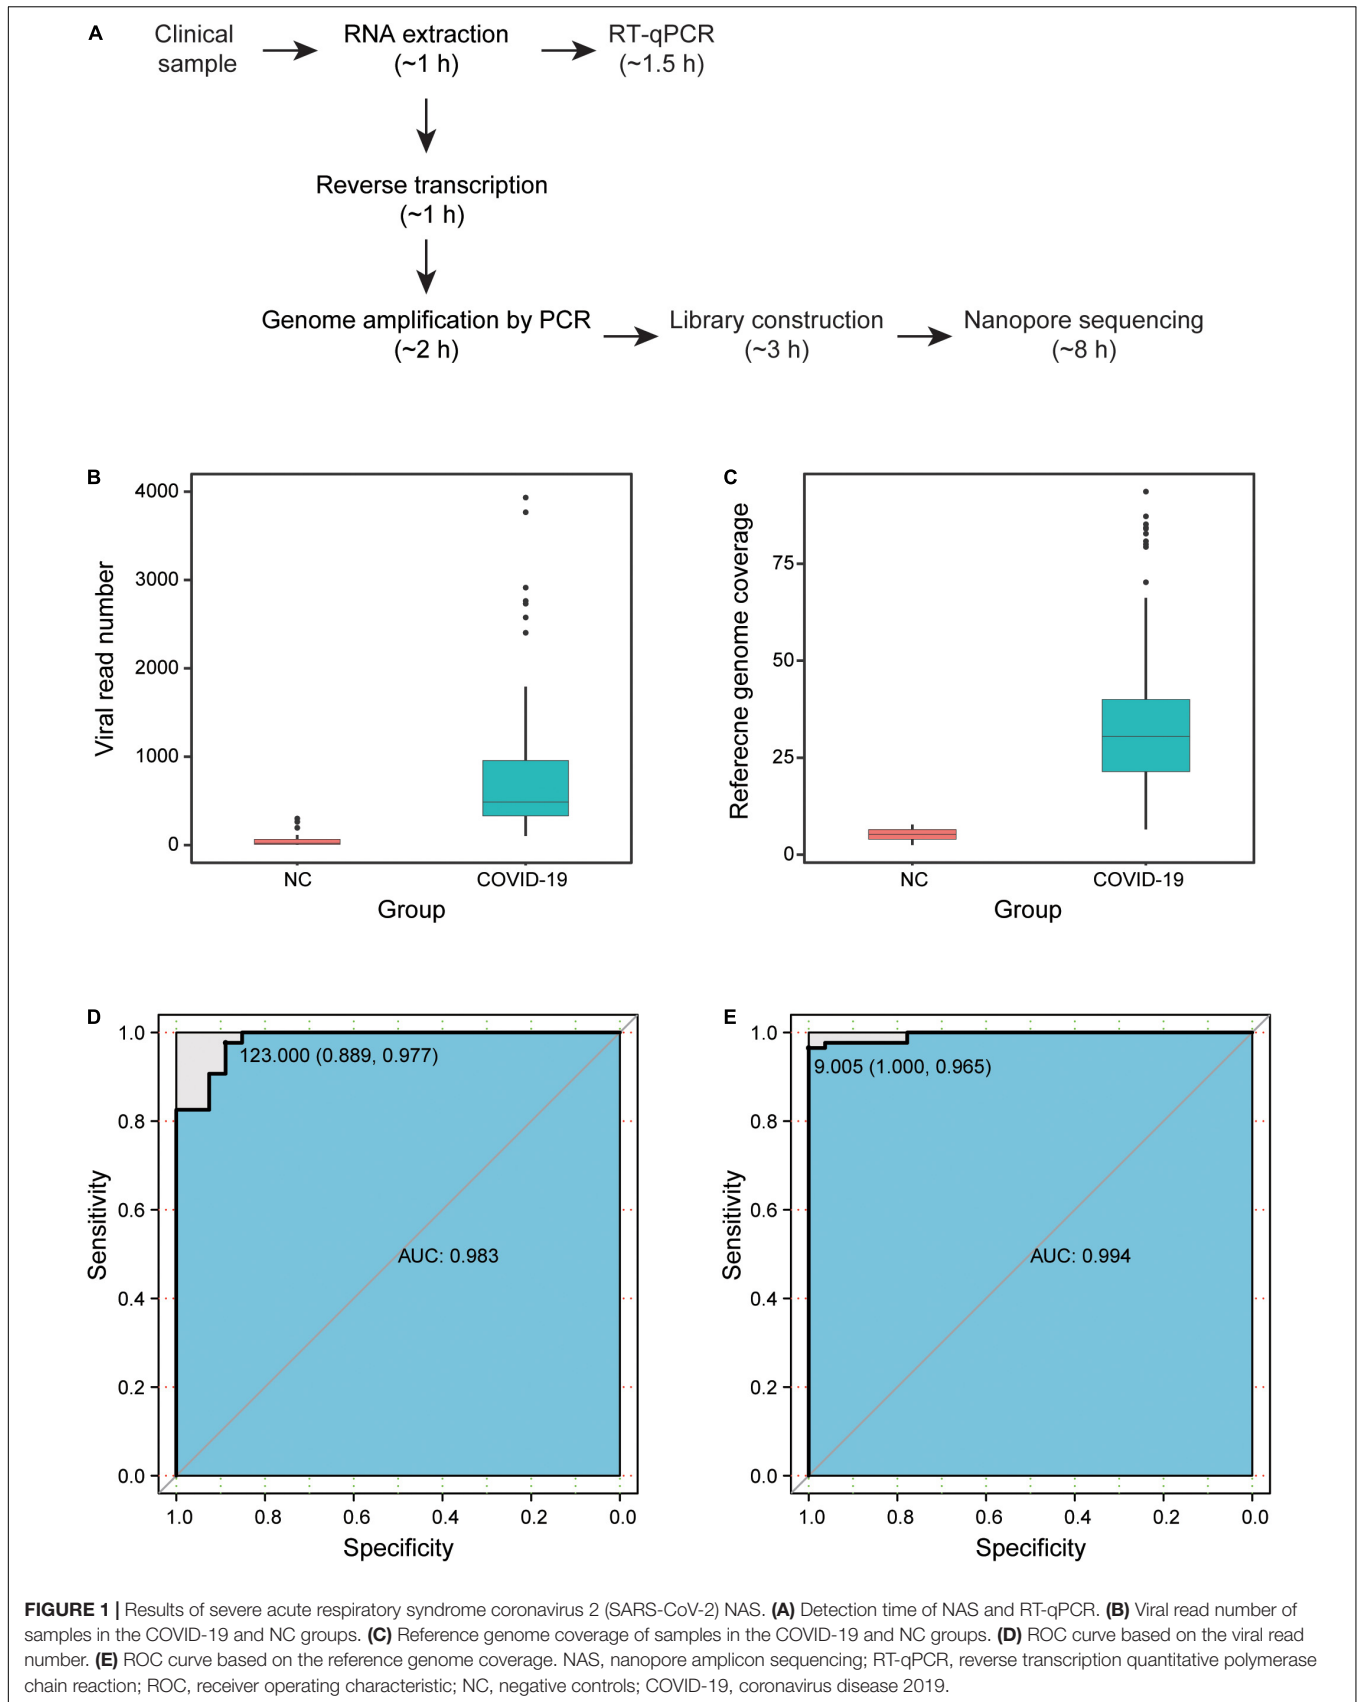 A
Clinical sample
RNA extraction (~1 h)
RT-qPCR (~1.5 h)
Reverse transcription
(~1 h)
Genome amplification by PCR (~2 h)
Library construction (~3 h)
Nanopore sequencing (~8 h)
B
Viral read number
4000
3000
2000
1000
0
NC
COVID-19
Group
C
Referecne genome coverage
75
50
25
0
NC
COVID-19
Group
D
Sensitivity
1.0
0.8
0.6
0.4
0.2
0.0
123.000 (0.889, 0.977)
AUC: 0.983
1.0 0.8 0.6 0.4 0.2 0.0
Specificity
E
Sensitivity
1.0
0.8
0.6
0.4
0.2
0.0
9.005 (1.000, 0.965)
AUC: 0.994
1.0 0.8 0.6 0.4 0.2 0.0
Specificity
FIGURE 1 | Results of severe acute respiratory syndrome coronavirus 2 (SARS-CoV-2) NAS. (A) Detection time of NAS and RT-qPCR. (B) Viral read number of
samples in the COVID-19 and NC groups. (C) Reference genome coverage of samples in the COVID-19 and NC groups. (D) ROC curve based on the viral read
number. (E) ROC curve based on the reference genome coverage. NAS, nanopore amplicon sequencing; RT-qPCR, reverse transcription quantitative polymerase
chain reaction; ROC, receiver operating characteristic; NC, negative controls; COVID-19, coronavirus disease 2019.